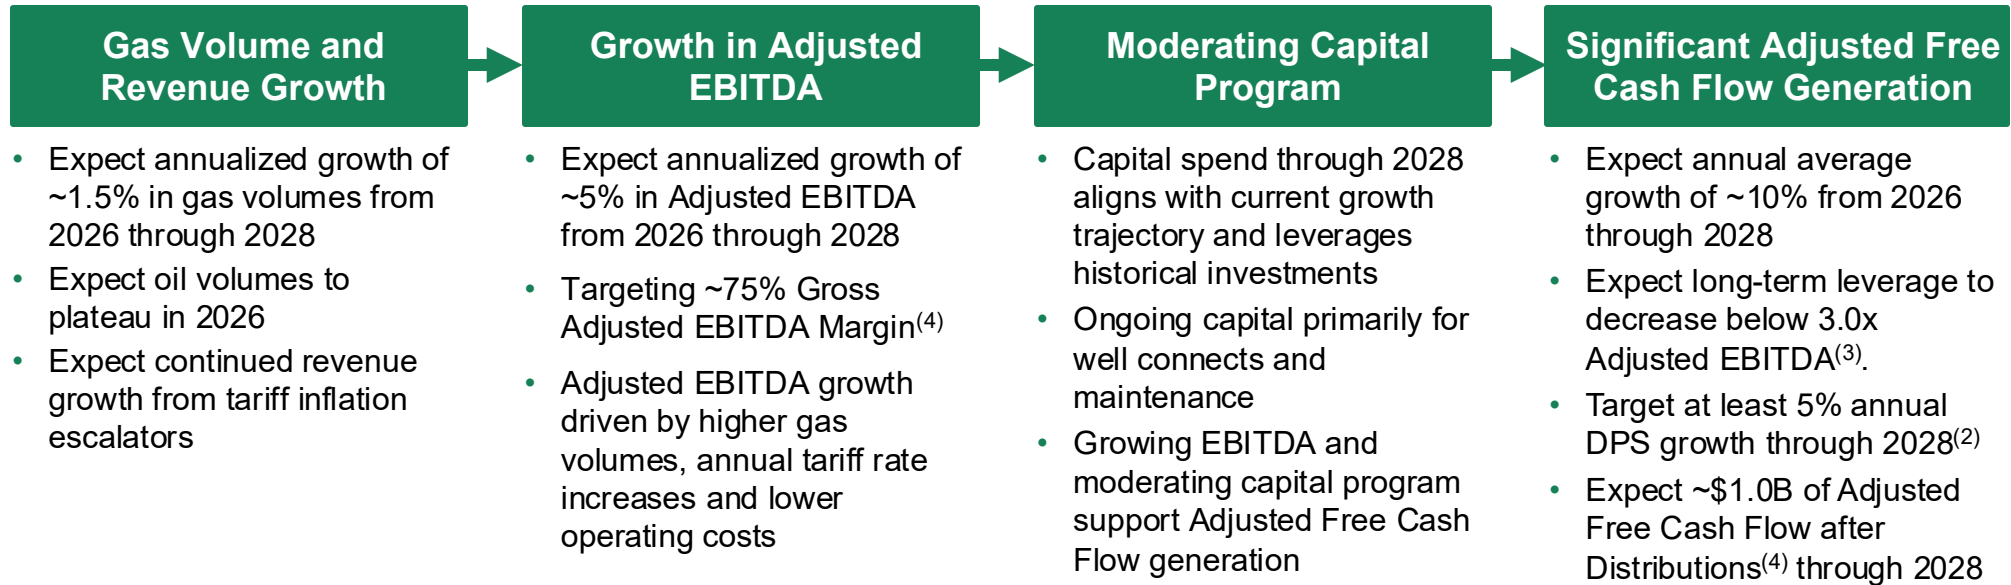 Gas Volume and
Revenue Growth
• Expect annualized growth of
~1.5% in gas volumes from
2026 through 2028
• Expect oil volumes to
plateau in 2026
• Expect continued revenue
growth from tariff inflation
escalators
Growth in Adjusted
EBITDA
• Expect annualized growth of
~5% in Adjusted EBITDA
from 2026 through 2028
• Targeting ~75% Gross
Adjusted EBITDA Margin(4)
• Adjusted EBITDA growth
driven by higher gas
volumes, annual tariff rate
increases and lower
operating costs
Moderating Capital
Program
• Capital spend through 2028
aligns with current growth
trajectory and leverages
historical investments
• Ongoing capital primarily for
well connects and
maintenance
• Growing EBITDA and
moderating capital program
support Adjusted Free Cash
Flow generation
Significant Adjusted Free
Cash Flow Generation
• Expect annual average
growth of ~10% from 2026
through 2028
• Expect long-term leverage to
decrease below 3.0x
Adjusted EBITDA(3).
• Target at least 5% annual
DPS growth through 2028(2)
• Expect ~$1.0B of Adjusted
Free Cash Flow after
Distributions(4) through 2028